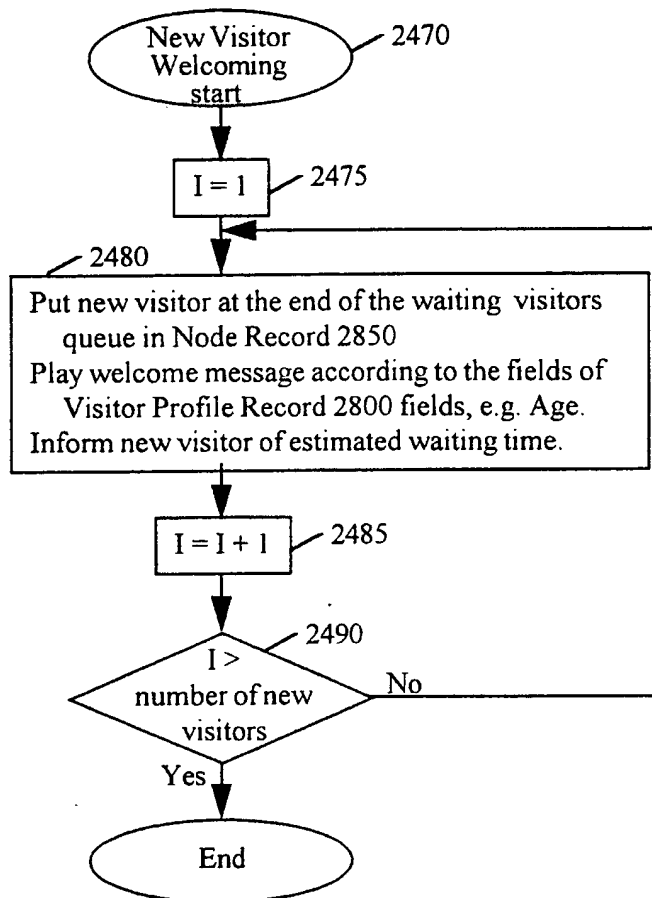 New Visitor
Welcoming
start
2470
I = 1
2475
2480
Put new visitor at the end of the waiting visitors
queue in Node Record 2850
Play welcome message according to the fields of
Visitor Profile Record 2800 fields, e.g. Age.
Inform new visitor of estimated waiting time.
I = I + 1
2485
2490
I >
number of new
visitors
No
Yes
End